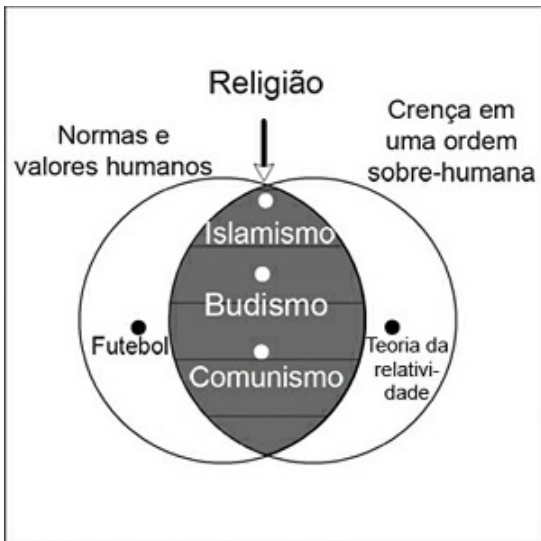 Religião
Normas e
valores humanos
Crença em
uma ordem
sobre-humana
Islamismo
Budismo
Comunismo
Futebol
Teoria da
relativi-
dade